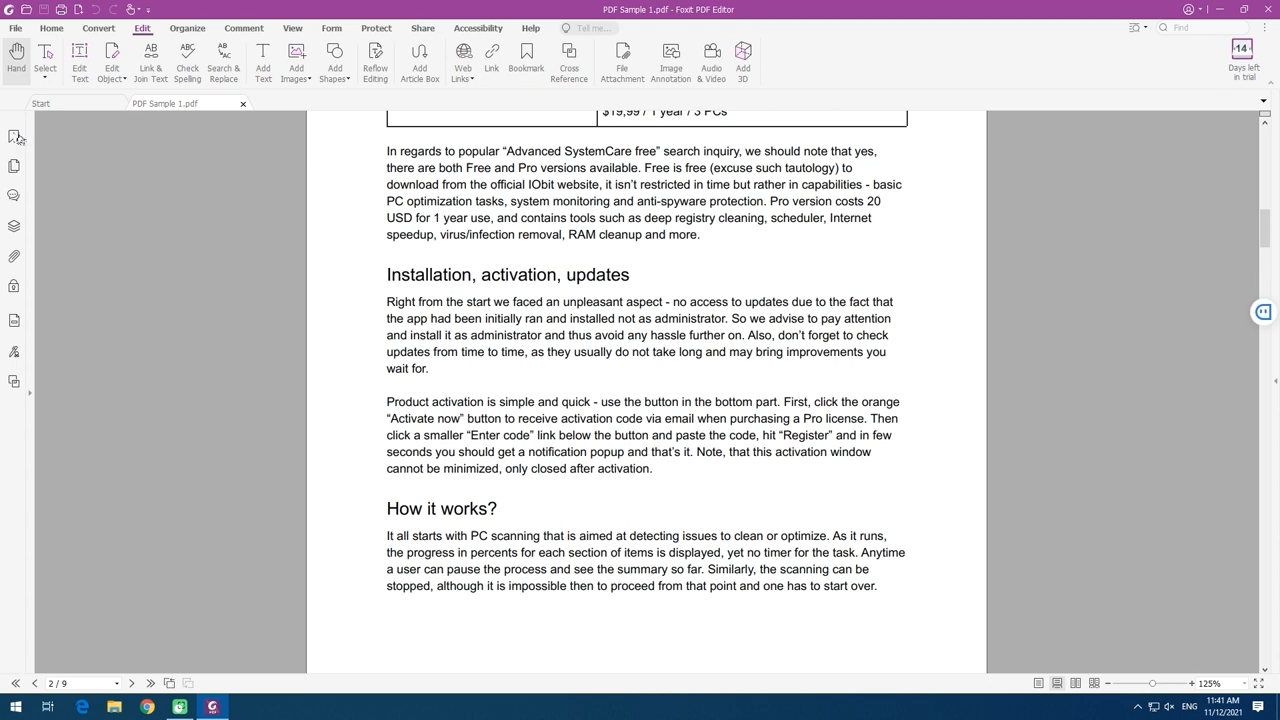 PDF Sample 1.pdf - Foxit PDF Editor
File Home Convert Edit Organize Comment View Form Protect Share Accessibility Help Tell me... Find
Hand Select Edit Text Edit Object Link & Join Text Check Spelling Search & Replace Add Text Add Images Add Shapes Reflow Editing Add Article Box Web Links Link Bookmark Cross Reference File Attachment Image Annotation Audio & Video Add 3D 14 Days left in trial
Start PDF Sample 1.pdf
$19,99 / 1 year / 3 PCs
In regards to popular “Advanced SystemCare free” search inquiry, we should note that yes,
there are both Free and Pro versions available. Free is free (excuse such tautology) to
download from the official IObit website, it isn’t restricted in time but rather in capabilities - basic
PC optimization tasks, system monitoring and anti-spyware protection. Pro version costs 20
USD for 1 year use, and contains tools such as deep registry cleaning, scheduler, Internet
speedup, virus/infection removal, RAM cleanup and more.
Installation, activation, updates
Right from the start we faced an unpleasant aspect - no access to updates due to the fact that
the app had been initially ran and installed not as administrator. So we advise to pay attention
and install it as administrator and thus avoid any hassle further on. Also, don’t forget to check
updates from time to time, as they usually do not take long and may bring improvements you
wait for.
Product activation is simple and quick - use the button in the bottom part. First, click the orange
“Activate now” button to receive activation code via email when purchasing a Pro license. Then
click a smaller “Enter code” link below the button and paste the code, hit “Register” and in few
seconds you should get a notification popup and that’s it. Note, that this activation window
cannot be minimized, only closed after activation.
How it works?
It all starts with PC scanning that is aimed at detecting issues to clean or optimize. As it runs,
the progress in percents for each section of items is displayed, yet no timer for the task. Anytime
a user can pause the process and see the summary so far. Similarly, the scanning can be
stopped, although it is impossible then to proceed from that point and one has to start over.
2 / 9 125%
ENG 11:41 AM
11/12/2021